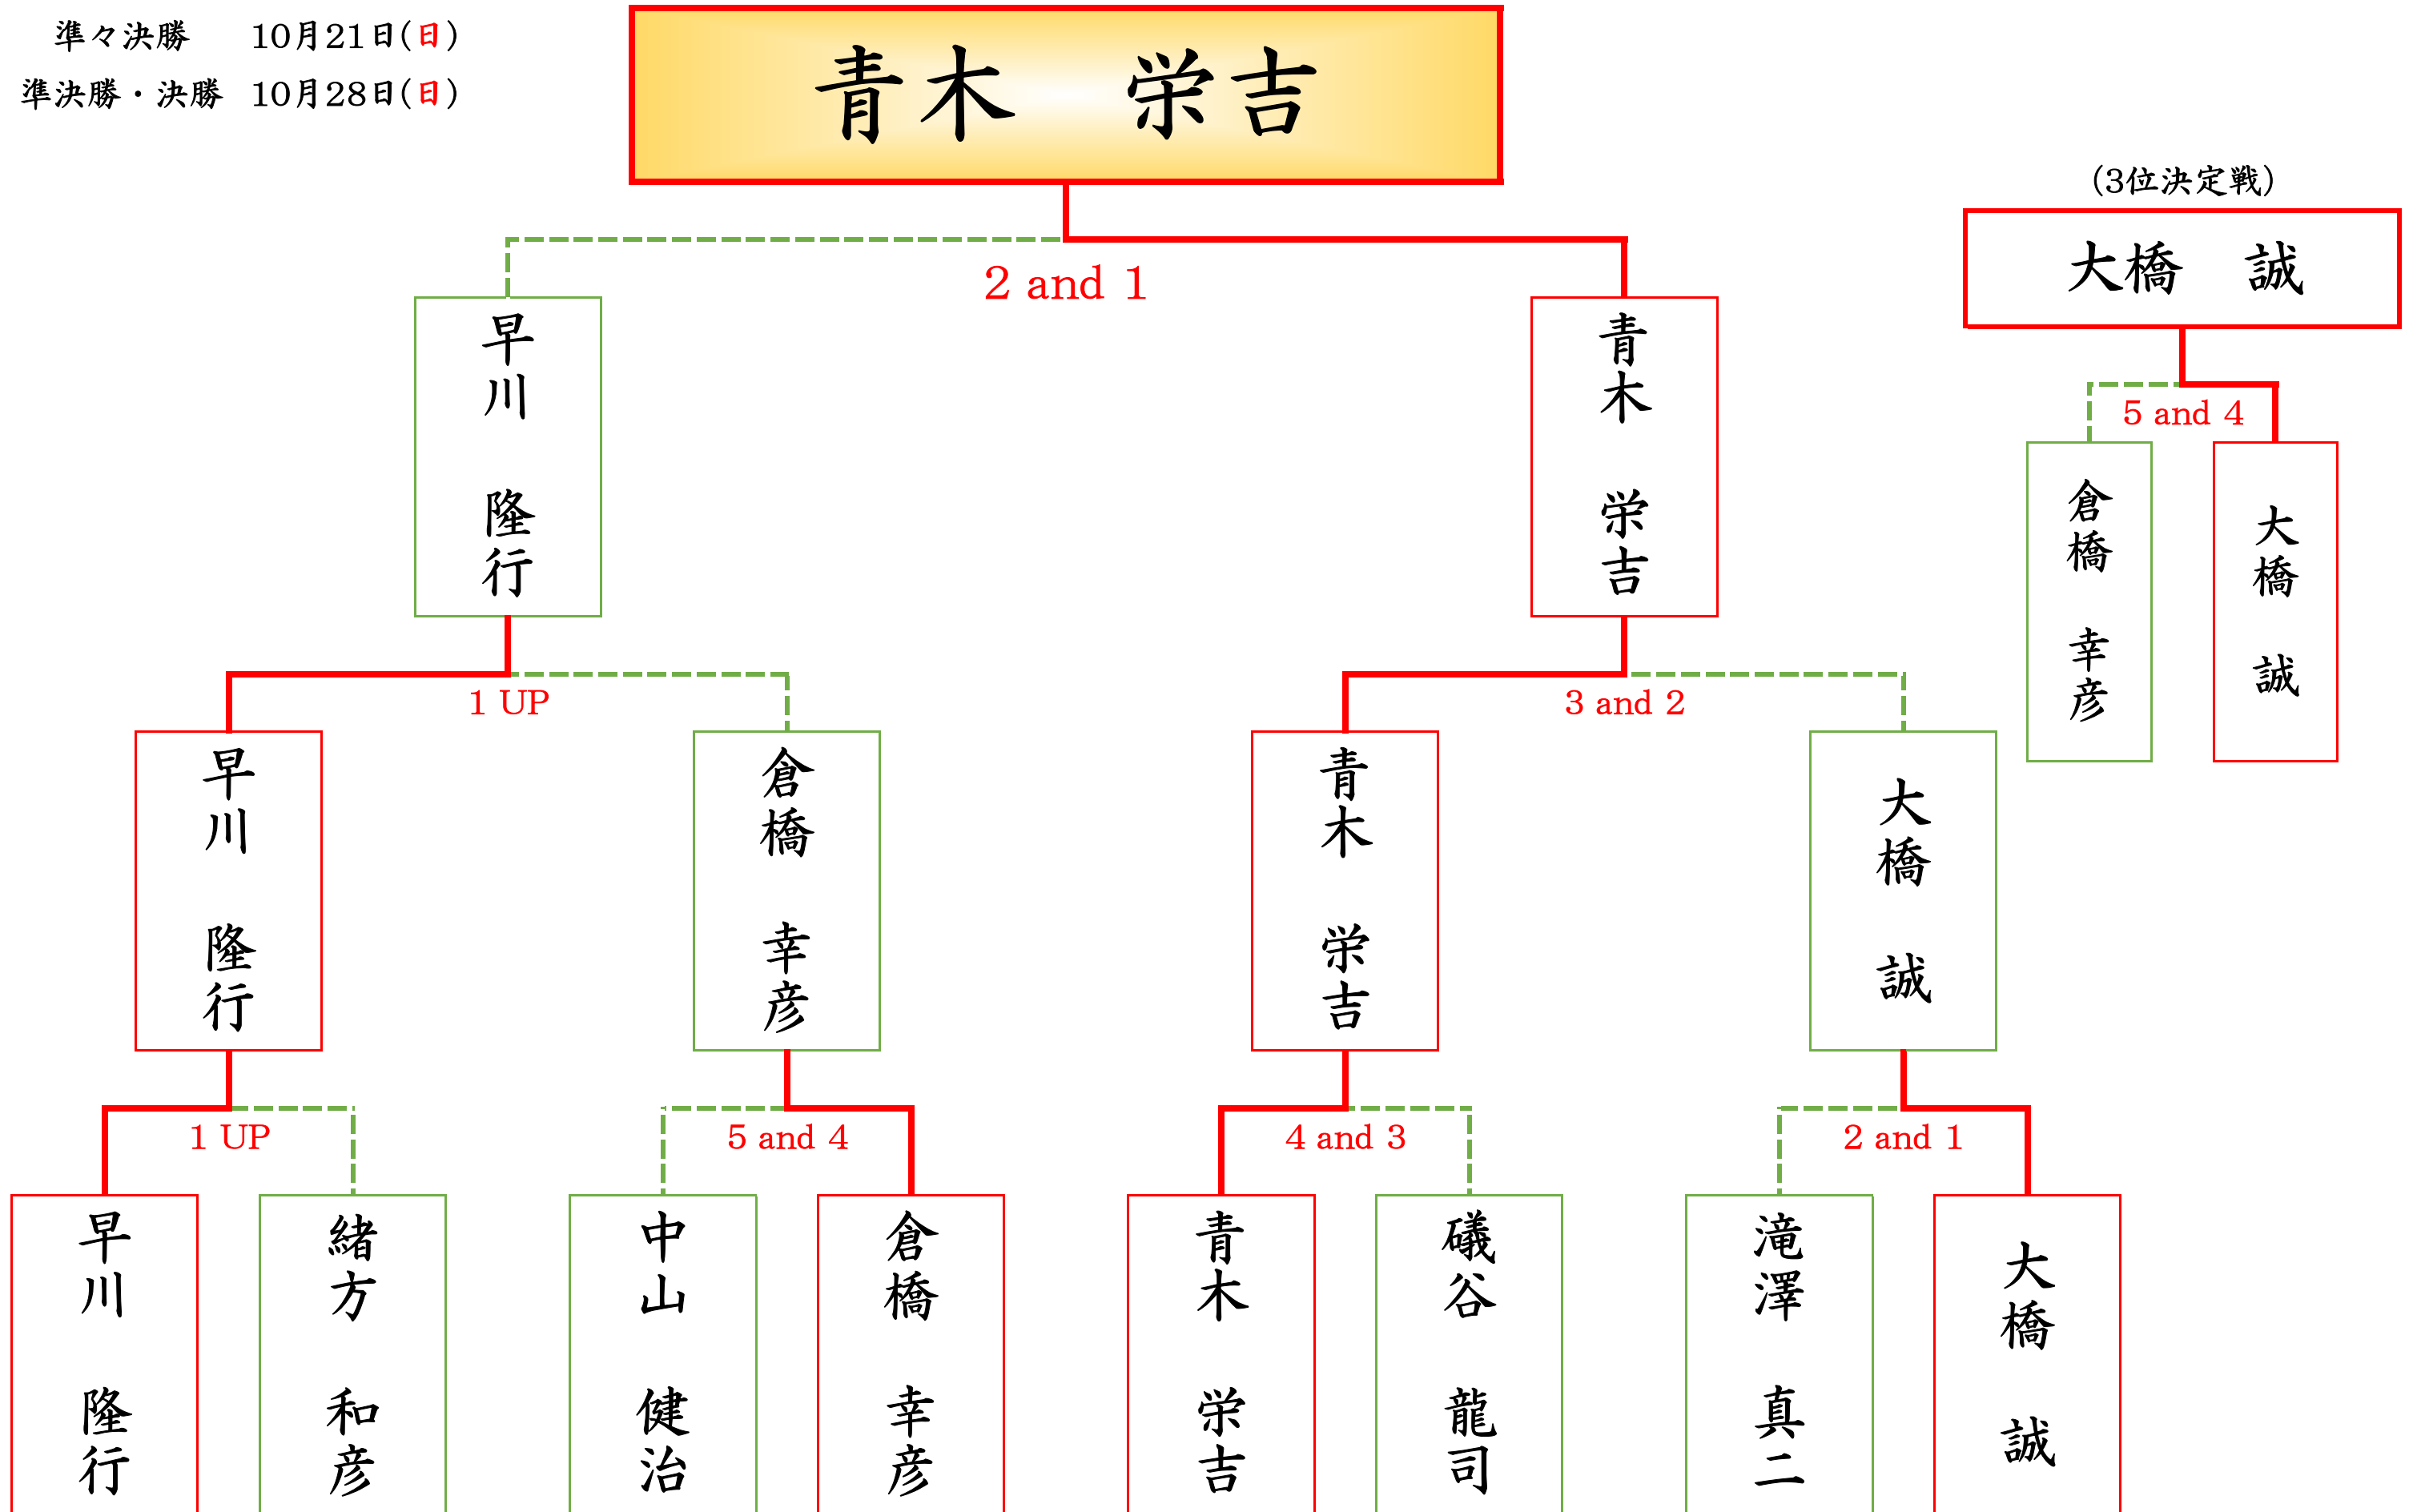 準々決勝　10月21日(日)
準決勝・決勝　10月28日(日)
青木　栄吉
(3位決定戦)
大橋　誠
2 and 1
5 and 4
早川　隆行
青木　栄吉
倉橋　幸彦
大橋　誠
1 UP
3 and 2
早川　隆行
倉橋　幸彦
青木　栄吉
大橋　誠
1 UP
5 and 4
4 and 3
2 and 1
早川　隆行
緒方　和彦
中山　健治
倉橋　幸彦
青木　栄吉
礒谷　龍司
滝澤　真二
大橋　誠